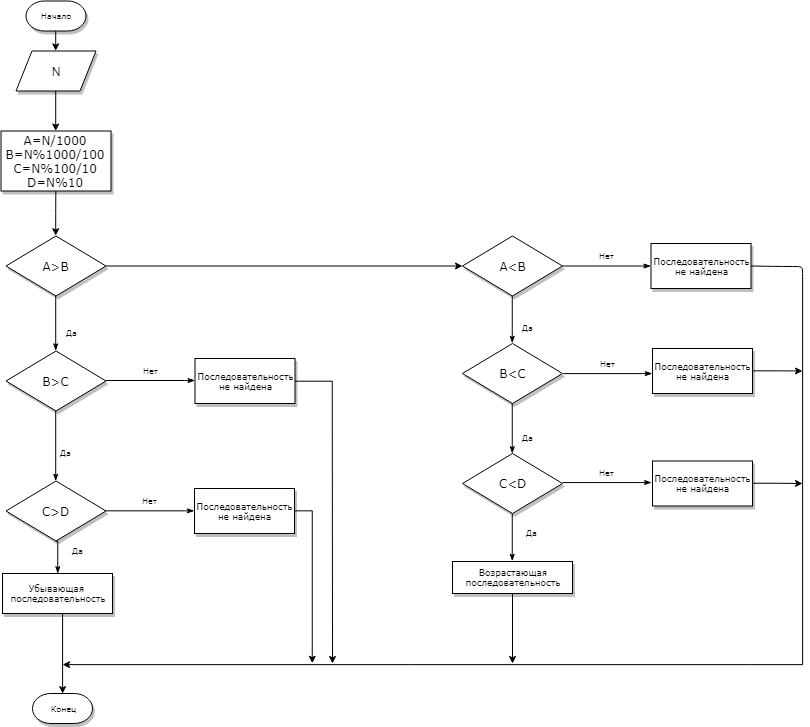 Начало
N
A=N/1000
B=N%1000/100
C=N%100/10
D=N%10
A>B
A<B
Нет
Последовательность
не найдена
Да
Да
B>C
Нет
Последовательность
не найдена
B<C
Нет
Последовательность
не найдена
Да
Да
C>D
Нет
Последовательность
не найдена
C<D
Нет
Последовательность
не найдена
Да
Да
Убывающая
последовательность
Возрастающая
последовательность
Конец